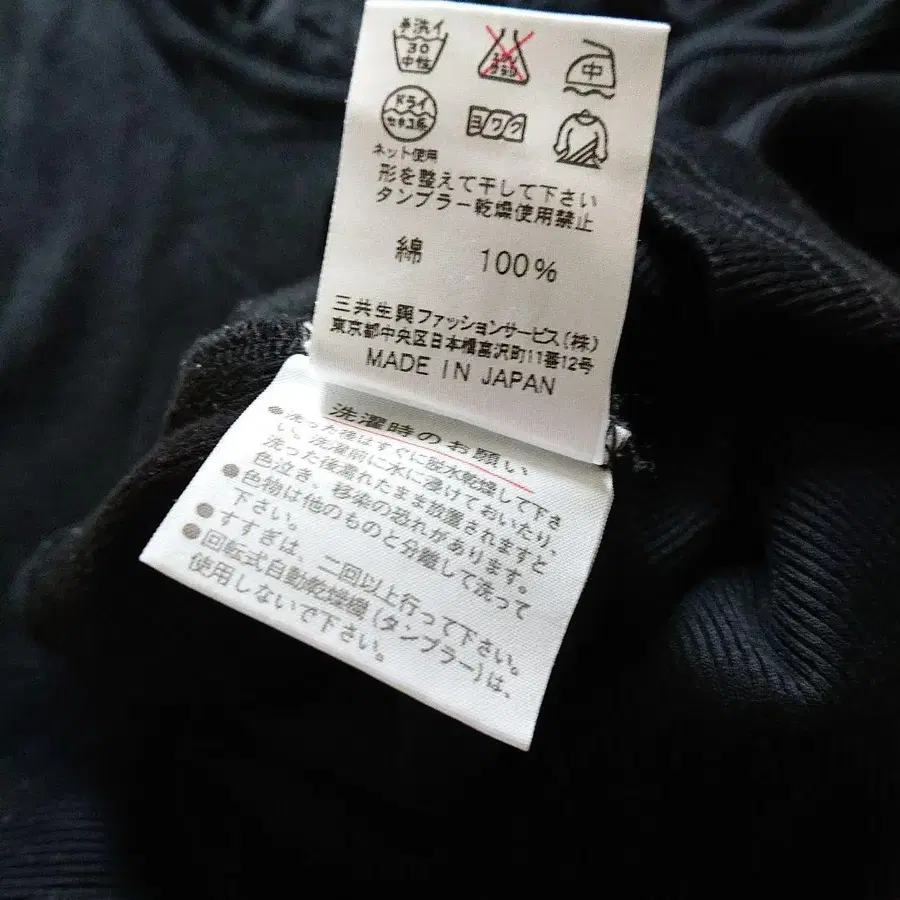 手洗イ
30
中性
エンソ
サラシ
中
ドライ
セキユ系
ヨワク
ネット使用
形を整えて干して下さい
タンブラー乾燥使用禁止
綿 100%
三共生興ファッションサービス(株)
東京都中央区日本橋富沢町11番12号
MADE IN JAPAN
洗濯時のお願い
●洗った後はすぐに脱水乾燥して下さ
い。洗濯前に水に浸けておいたり、
洗った後濡れたまま放置されますと
色泣き、移染の恐れがあります。
●色物は他のものと分離して洗って
下さい。
●すすぎは、二回以上行って下さい。
●回転式自動乾燥機(タンブラー)は、
使用しないで下さい。